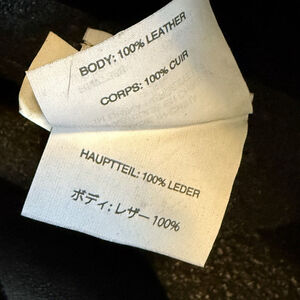 BODY: 100% LEATHER
CORPS: 100% CUIR
HAUPTTEIL: 100% LEDER
ボディ:レザー 100%